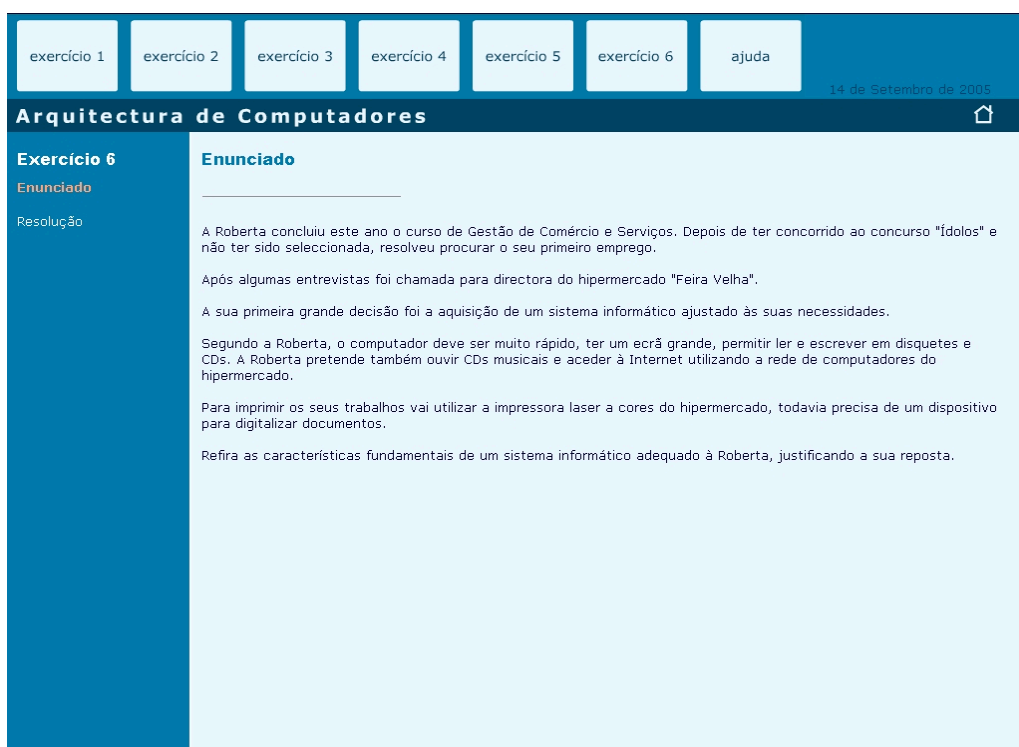 exercício 1
exercício 2
exercício 3
exercício 4
exercício 5
exercício 6
ajuda
14 de Setembro de 2005
Arquitectura de Computadores
Exercício 6
Enunciado
Resolução
Enunciado
A Roberta concluiu este ano o curso de Gestão de Comércio e Serviços. Depois de ter concorrido ao concurso "Ídolos" e
não ter sido seleccionada, resolveu procurar o seu primeiro emprego.
Após algumas entrevistas foi chamada para directora do hipermercado "Feira Velha".
A sua primeira grande decisão foi a aquisição de um sistema informático ajustado às suas necessidades.
Segundo a Roberta, o computador deve ser muito rápido, ter um ecrã grande, permitir ler e escrever em disquetes e
CDs. A Roberta pretende também ouvir CDs musicais e aceder à Internet utilizando a rede de computadores do
hipermercado.
Para imprimir os seus trabalhos vai utilizar a impressora laser a cores do hipermercado, todavia precisa de um dispositivo
para digitalizar documentos.
Refira as características fundamentais de um sistema informático adequado à Roberta, justificando a sua reposta.